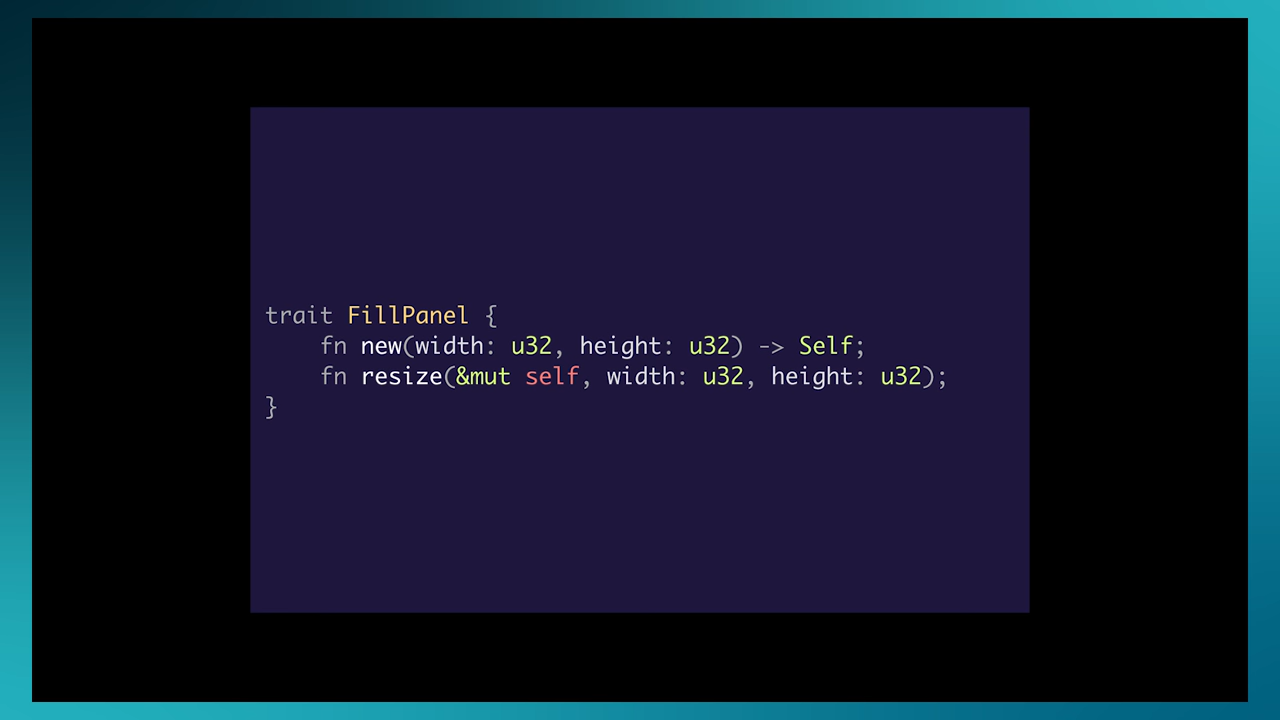 trait FillPanel {
    fn new(width: u32, height: u32) -> Self;
    fn resize(&mut self, width: u32, height: u32);
}